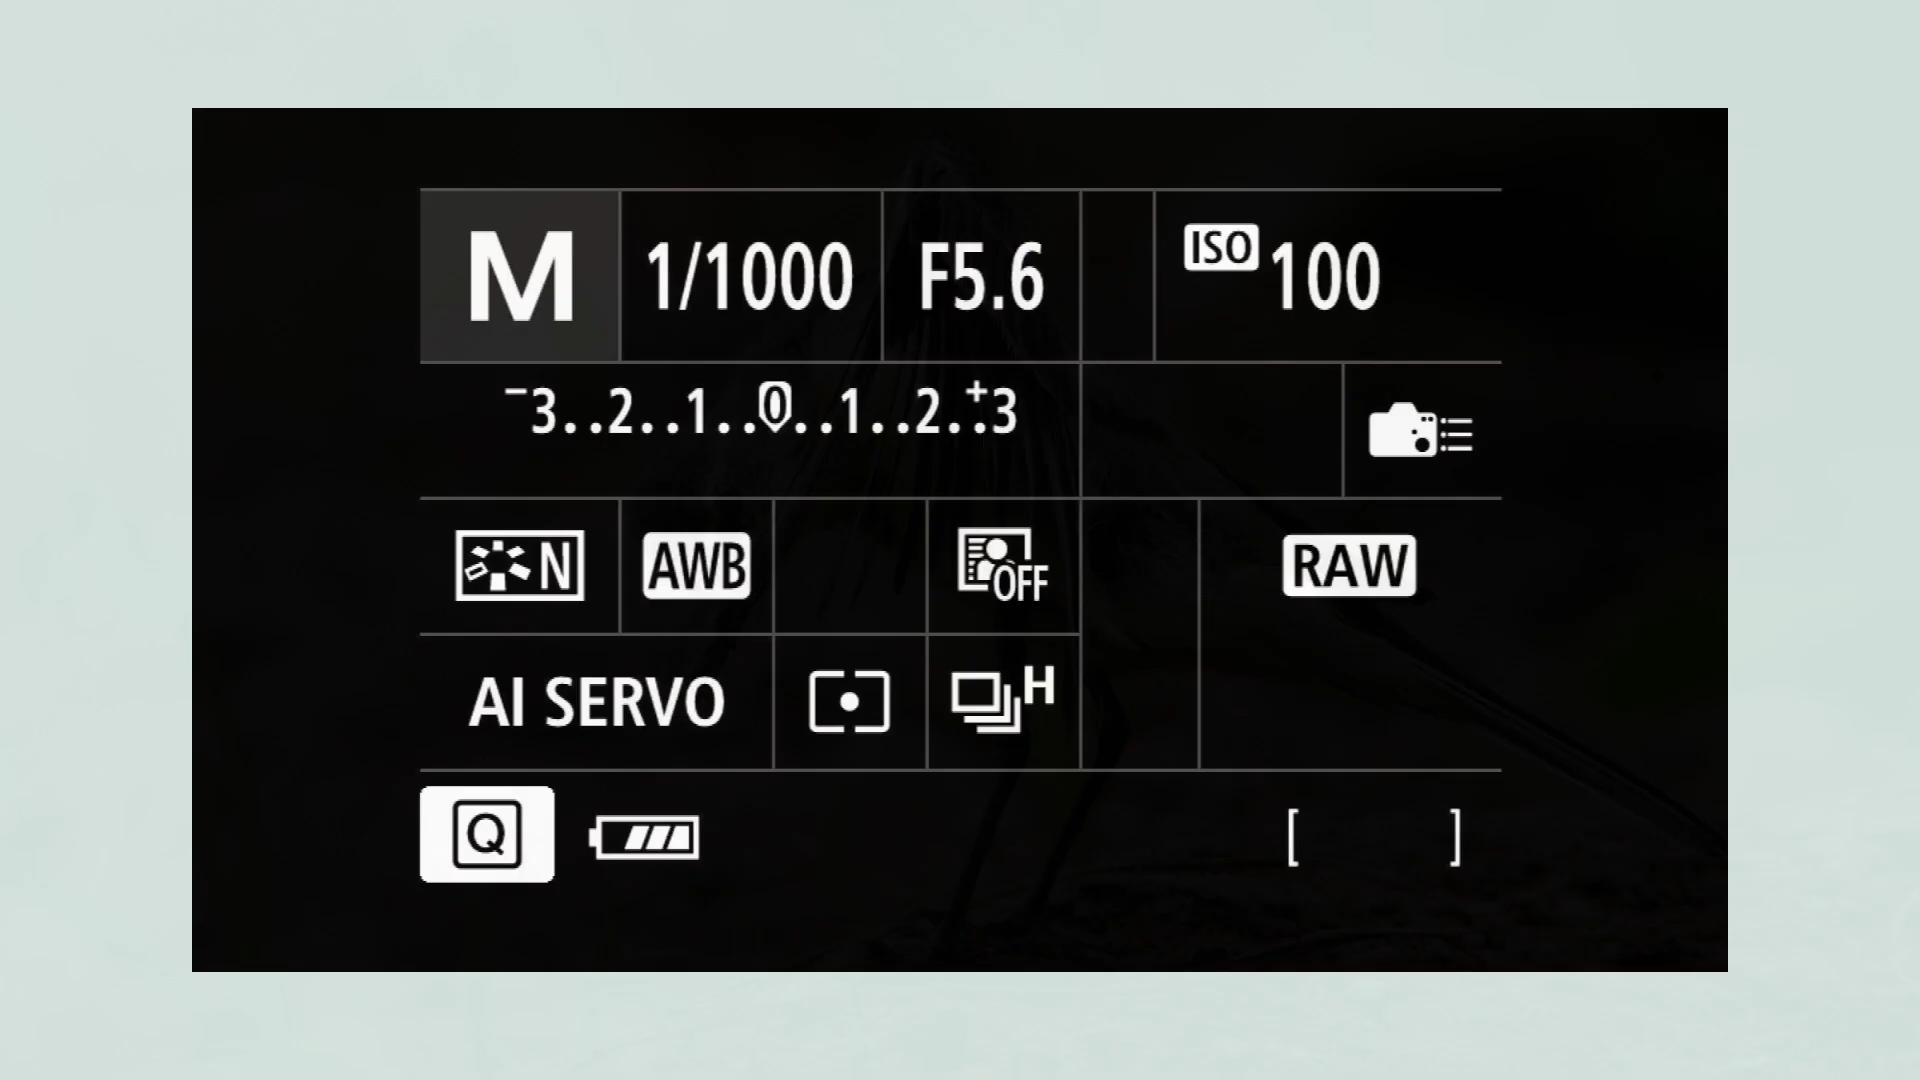 M 1/1000 F5.6 ISO 100
-3..2..1..0..1..2..+3
N AWB OFF RAW
AI SERVO H
Q [ ]